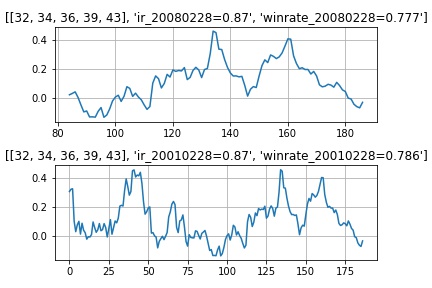 [[32, 34, 36, 39, 43], 'ir_20080228=0.87', 'winrate_20080228=0.777']
0.4
0.2
0.0
80 100 120 140 160 180
[[32, 34, 36, 39, 43], 'ir_20010228=0.87', 'winrate_20010228=0.786']
0.4
0.2
0.0
0 25 50 75 100 125 150 175